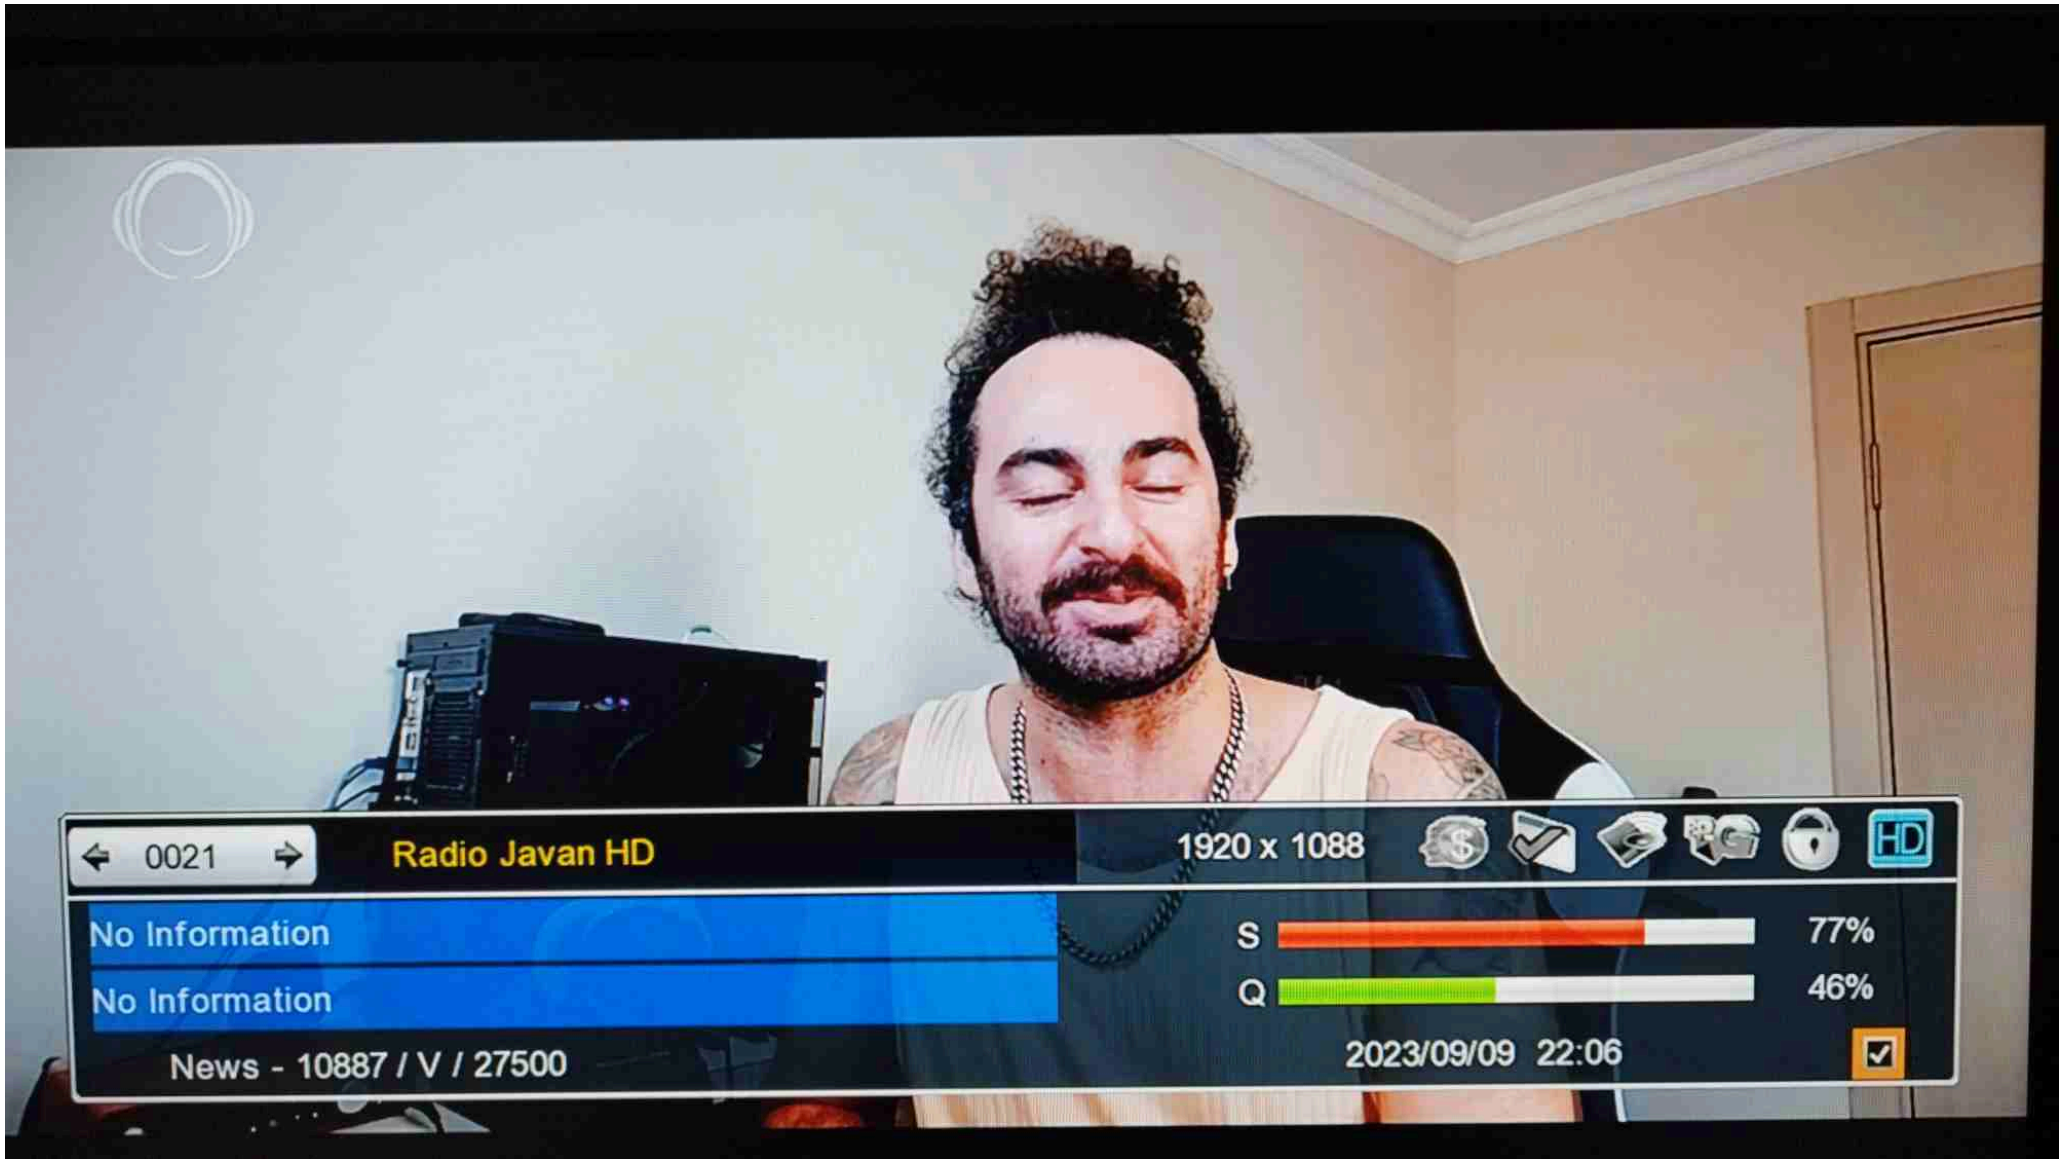 0021
Radio Javan HD
1920 x 1088
$
HD
No Information
No Information
S 77%
Q 46%
News - 10887 / V / 27500
2023/09/09 22:06